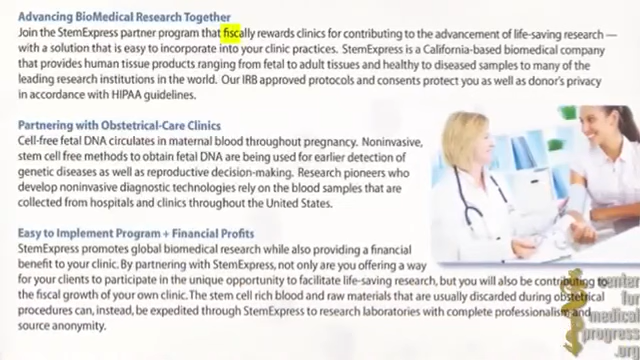 Advancing BioMedical Research Together
Join the StemExpress partner program that fiscally rewards clinics for contributing to the advancement of life-saving research —
with a solution that is easy to incorporate into your clinic practices. StemExpress is a California-based biomedical company
that provides human tissue products ranging from fetal to adult tissues and healthy to diseased samples to many of the
leading research institutions in the world. Our IRB approved protocols and consents protect you as well as donor's privacy
in accordance with HIPAA guidelines.
Partnering with Obstetrical-Care Clinics
Cell-free fetal DNA circulates in maternal blood throughout pregnancy. Noninvasive,
stem cell free methods to obtain fetal DNA are being used for earlier detection of
genetic diseases as well as reproductive decision-making. Research pioneers who
develop noninvasive diagnostic technologies rely on the blood samples that are
collected from hospitals and clinics throughout the United States.
Easy to Implement Program + Financial Profits
StemExpress promotes global biomedical research while also providing a financial
benefit to your clinic. By partnering with StemExpress, not only are you offering a way
for your clients to participate in the unique opportunity to facilitate life-saving research, but you will also be contributing to
the fiscal growth of your own clinic. The stem cell rich blood and raw materials that are usually discarded during obstetrical
procedures can, instead, be expedited through StemExpress to research laboratories with complete professionalism and
source anonymity.
center
for
medical
progress
.org